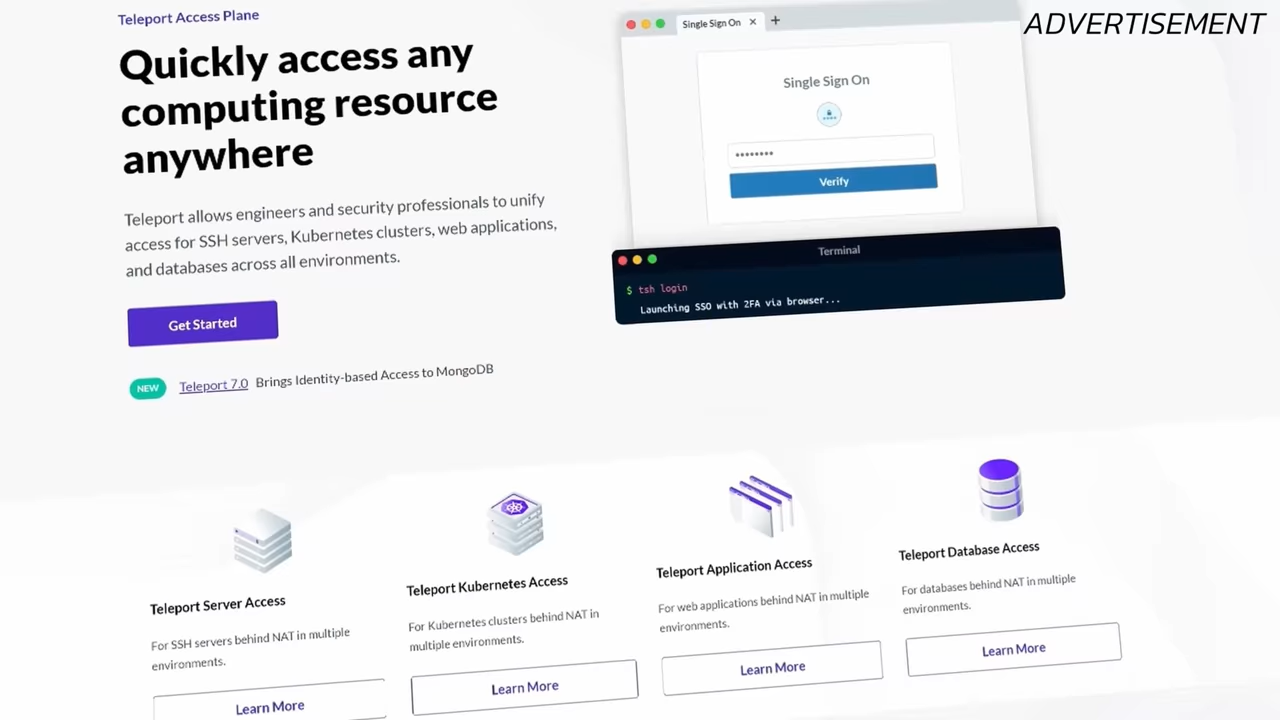 ADVERTISEMENT
Teleport Access Plane
Quickly access any
computing resource
anywhere
Teleport allows engineers and security professionals to unify
access for SSH servers, Kubernetes clusters, web applications,
and databases across all environments.
Get Started
NEW Teleport 7.0 Brings Identity-based Access to MongoDB
Single Sign On
Single Sign On
Verify
Terminal
$ tsh login
Launching SSO with 2FA via browser...
Teleport Server Access
For SSH servers behind NAT in multiple
environments.
Learn More
Teleport Kubernetes Access
For Kubernetes clusters behind NAT in
multiple environments.
Learn More
Teleport Application Access
For web applications behind NAT in multiple
environments.
Learn More
Teleport Database Access
For databases behind NAT in multiple
environments.
Learn More